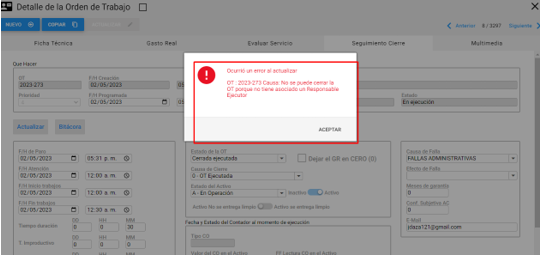 Detalle de la Orden de Trabajo
NUEVO
COPIAR
Anterior 8 / 3297 Siguiente
Ficha Técnica
Gasto Real
Evaluar Servicio
Seguimiento Cierre
Multimedia
Que Hacer
OT
2023-273
F/H Creación
02/05/2023
Estado
En ejecución
Prioridad
F/H Programada
02/05/2023
Ocurrió un error al actualizar
OT - 2023-273 Causa: No se puede cerrar la
OT porque no tiene asociado un Responsable
Ejecutor
ACEPTAR
Actualizar
Bitácora
F/H de Paro
02/05/2023
05:31 p. m.
F/H Atención
02/05/2023
12:00 a. m.
F/H Inicio trabajos
02/05/2023
12:00 a. m.
F/H Fin trabajos
02/05/2023
12:30 a. m.
DD
HH
MM
Tiempo duración
0
0
30
DD
HH
MM
T. Improductivo
0
0
0
Estado de la OT
Cerrada ejecutada
Dejar el GR en CERO (0)
Causa de Cierre
0 - OT Ejecutada
Estado del Activo
A - En Operación
Inactivo
Activo
Activo No se entrega limpio
Activo se entrega limpio
Fecha y Estado del Contador al momento de ejecución
Tipo CO
Valor del CO en el Activo
FF Lectura CO en el Activo
Causa de Falla
FALLAS ADMINISTRATIVAS
Efecto de Falla
Meses de garantía
0
Conf. Subjetiva AC
0
E-Mail
jdaza121@gmail.com